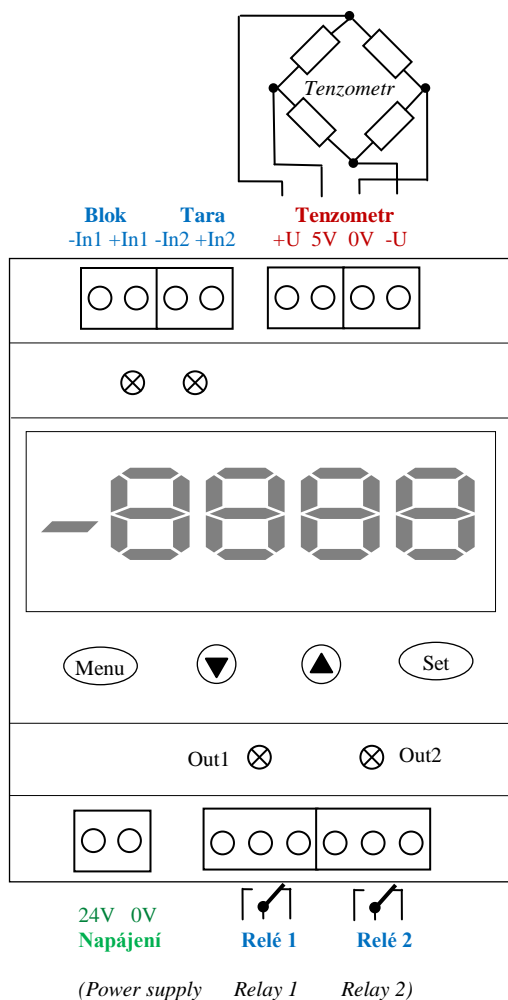 Tenzometr
Blok Tara Tenzometr
-In1 +In1 -In2 +In2 +U 5V 0V -U
-8888
Menu Set
Out1 Out2
24V 0V
Napájení Relé 1 Relé 2
(Power supply Relay 1 Relay 2)